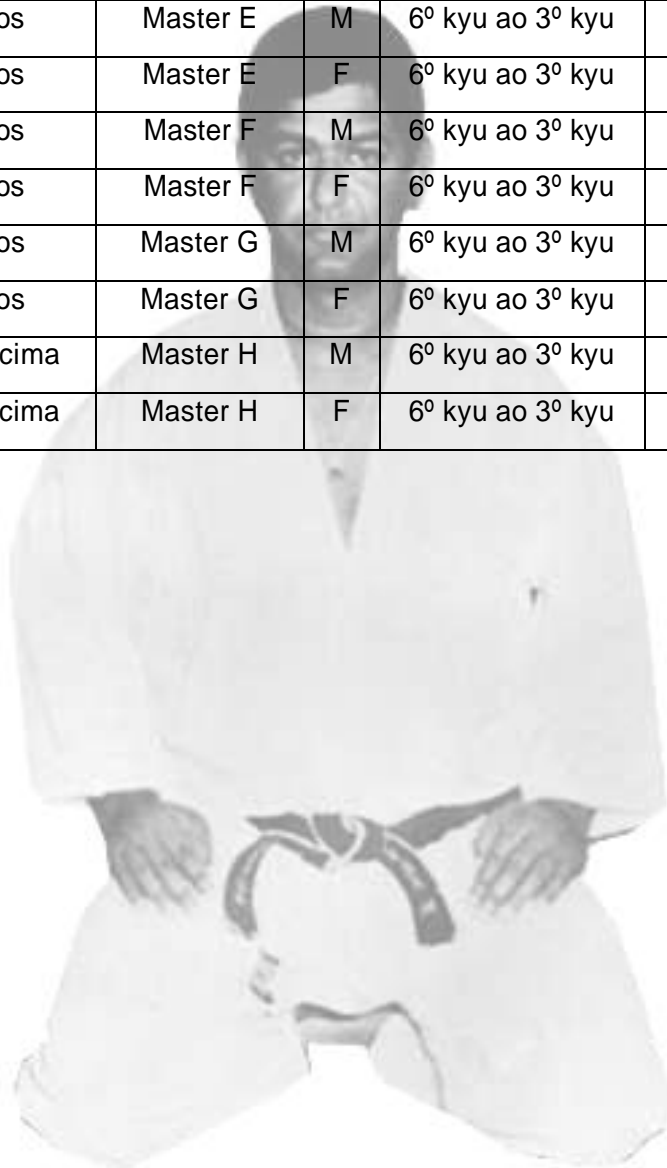 os Master E M 6º kyu ao 3º kyu
os Master E F 6º kyu ao 3º kyu
os Master F M 6º kyu ao 3º kyu
os Master F F 6º kyu ao 3º kyu
os Master G M 6º kyu ao 3º kyu
os Master G F 6º kyu ao 3º kyu
cima Master H M 6º kyu ao 3º kyu
cima Master H F 6º kyu ao 3º kyu